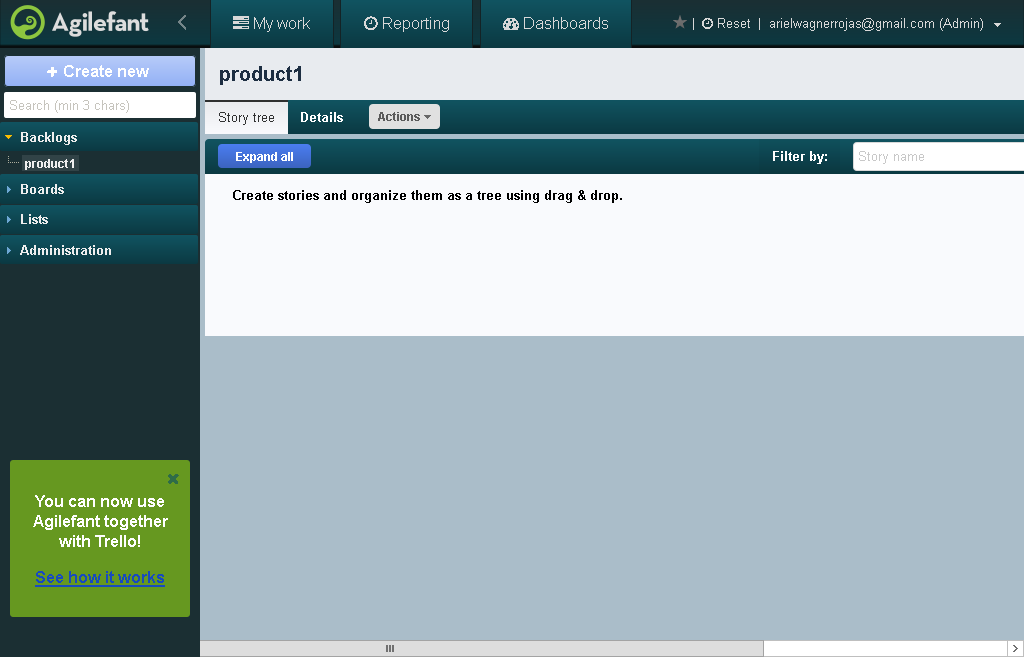 Agilefant
My work
Reporting
Dashboards
| Reset | arielwagnerrojas@gmail.com (Admin)
+ Create new
Search (min 3 chars)
Backlogs
product1
Boards
Lists
Administration
You can now use
Agilefant together
with Trello!
See how it works
product1
Story tree
Details
Actions
Expand all
Filter by:
Story name
Create stories and organize them as a tree using drag & drop.